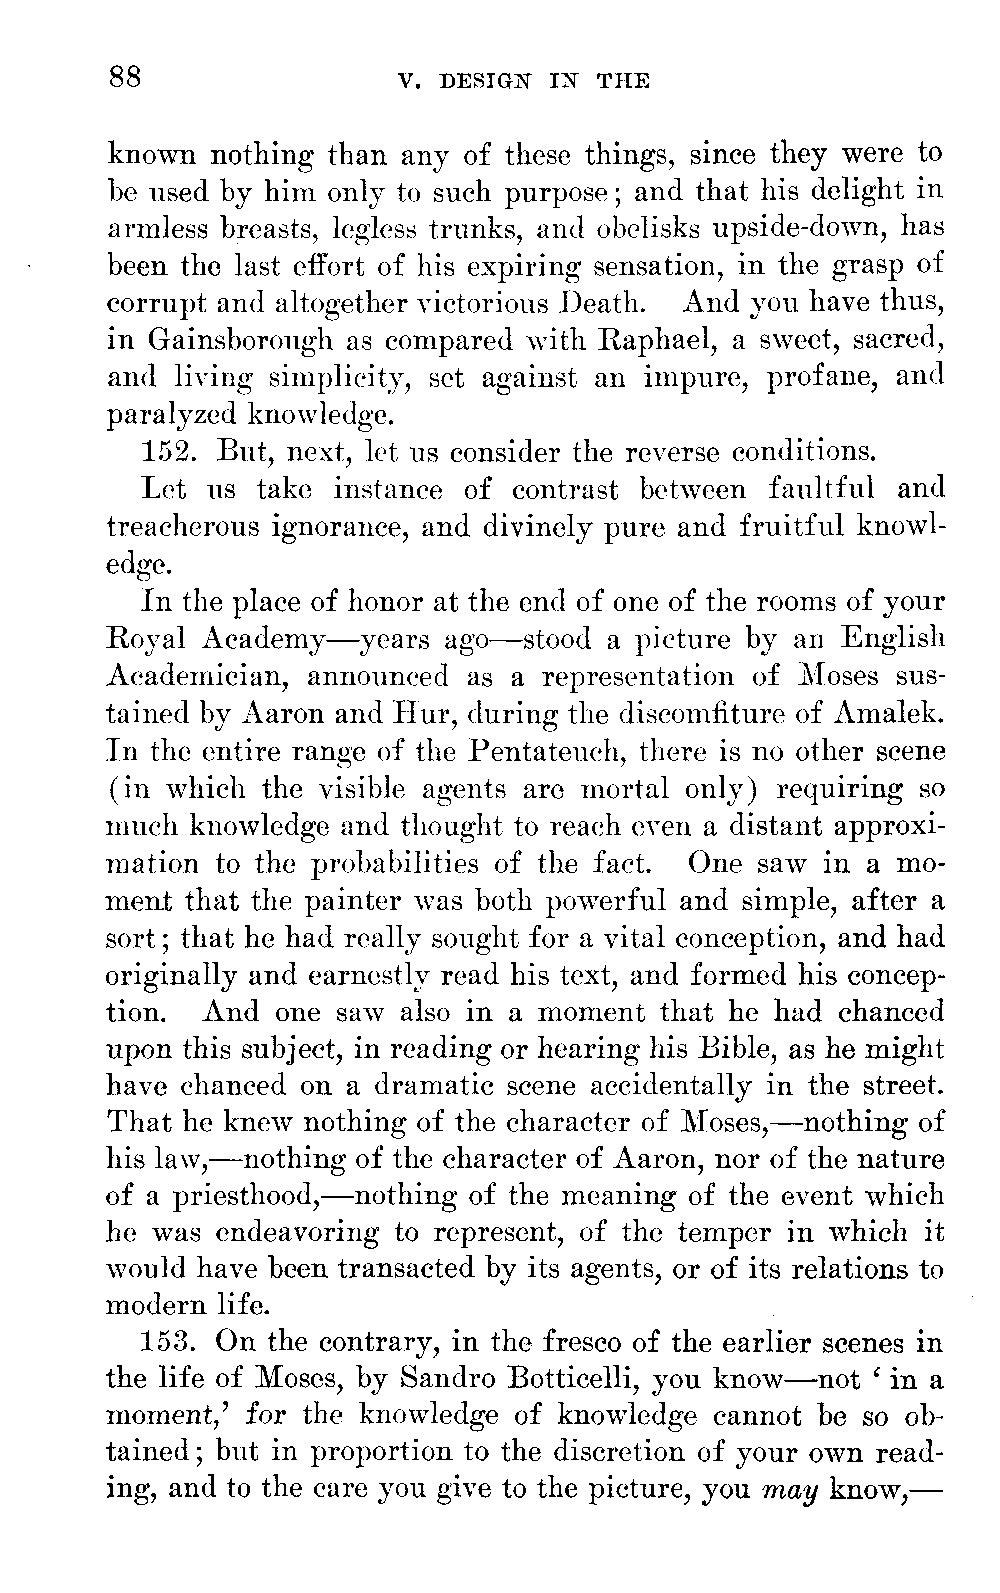 88 V. DESIGN IN THE
known nothing than any of these things, since they were to
be used by him only to such purpose; and that his delight in
armless breasts, legless trunks, and obelisks upside-down, has
been the last effort of his expiring sensation, in the grasp of
corrupt and altogether victorious Death. And you have thus,
in Gainsborough as compared with Raphael, a sweet, sacred,
and living simplicity, set against an impure, profane, and
paralyzed knowledge.
152. But, next, let us consider the reverse conditions.
Let us take instance of contrast between faultful and
treacherous ignorance, and divinely pure and fruitful knowl-
edge.
In the place of honor at the end of one of the rooms of your
Royal Academy—years ago—stood a picture by an English
Academician, announced as a representation of Moses sus-
tained by Aaron and Hur, during the discomfiture of Amalek.
In the entire range of the Pentateuch, there is no other scene
(in which the visible agents are mortal only) requiring so
much knowledge and thought to reach even a distant approxi-
mation to the probabilities of the fact. One saw in a mo-
ment that the painter was both powerful and simple, after a
sort; that he had really sought for a vital conception, and had
originally and earnestly read his text, and formed his concep-
tion. And one saw also in a moment that he had chanced
upon this subject, in reading or hearing his Bible, as he might
have chanced on a dramatic scene accidentally in the street.
That he knew nothing of the character of Moses,—nothing of
his law,—nothing of the character of Aaron, nor of the nature
of a priesthood,—nothing of the meaning of the event which
he was endeavoring to represent, of the temper in which it
would have been transacted by its agents, or of its relations to
modern life.
153. On the contrary, in the fresco of the earlier scenes in
the life of Moses, by Sandro Botticelli, you know—not ‘in a
moment,’ for the knowledge of knowledge cannot be so ob-
tained; but in proportion to the discretion of your own read-
ing, and to the care you give to the picture, you may know,—